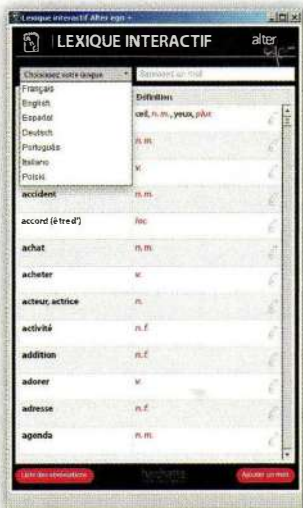 Lexique interactif Alter ego +
LEXIQUE INTERACTIF
alter
ego
Choisissez votre langue
Saisissez un mot
Français
English
Español
Deutsch
Português
Italiano
Polski
Définition
œil, n. m., yeux, plur.
n. m.
v.
accident n. m.
accord (être d') loc.
achat n. m.
acheter v.
acteur, actrice n.
activité n. f.
addition n. f.
adorer v.
adresse n. f.
agenda n. m.
Liste des abréviations
hachette
Ajouter un mot